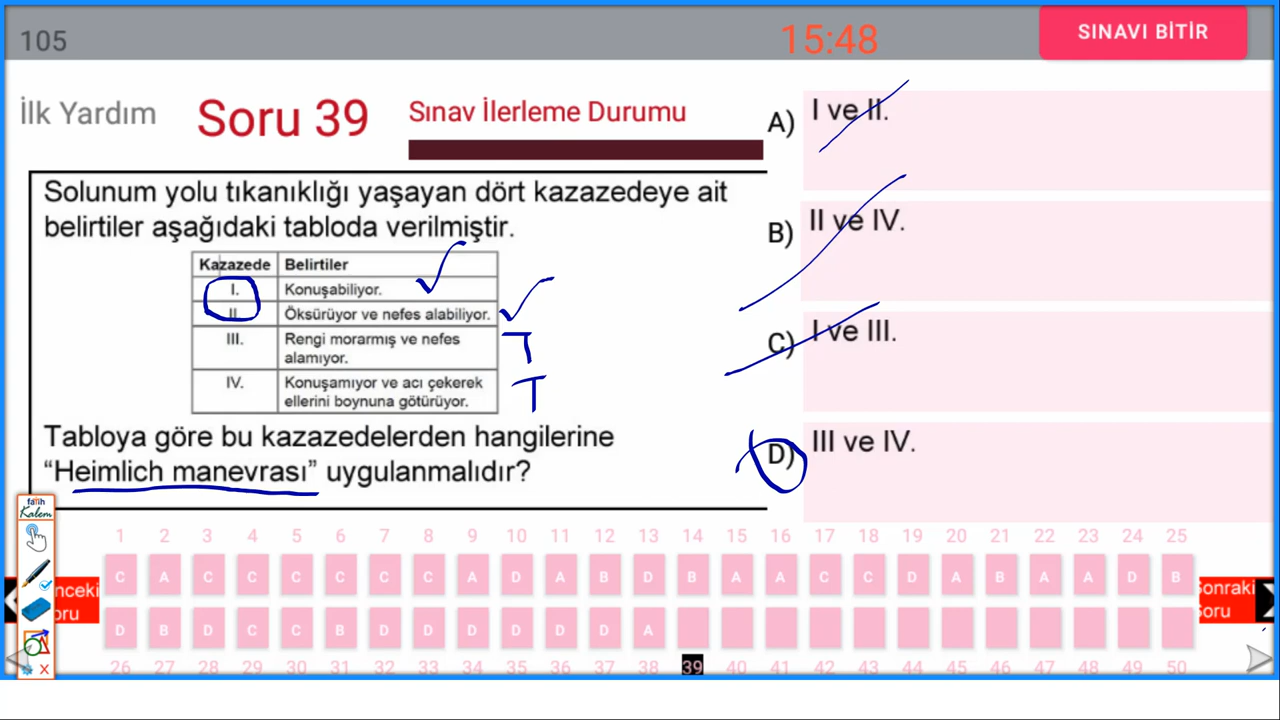 105
15:48
SINAVI BİTİR
İlk Yardım
Soru 39
Sınav İlerleme Durumu
Solunum yolu tıkanıklığı yaşayan dört kazazedeye ait
belirtiler aşağıdaki tabloda verilmiştir.
Kazazede Belirtiler
I. Konuşabiliyor.
II. Öksürüyor ve nefes alabiliyor.
III. Rengi morarmış ve nefes
alamıyor.
IV. Konuşamıyor ve acı çekerek
ellerini boynuna götürüyor.
T
T
Tabloya göre bu kazazedelerden hangilerine
“Heimlich manevrası” uygulanmalıdır?
A) I ve II.
B) II ve IV.
C) I ve III.
D) III ve IV.
fatih
Kalem
1 2 3 4 5 6 7 8 9 10 11 12 13 14 15 16 17 18 19 20 21 22 23 24 25
C A C C C C C C A D A B D B A A C C D A B A A D B
D B D C C B D D D D D D A
26 27 28 29 30 31 32 33 34 35 36 37 38 39 40 41 42 43 44 45 46 47 48 49 50
Sonraki
Soru